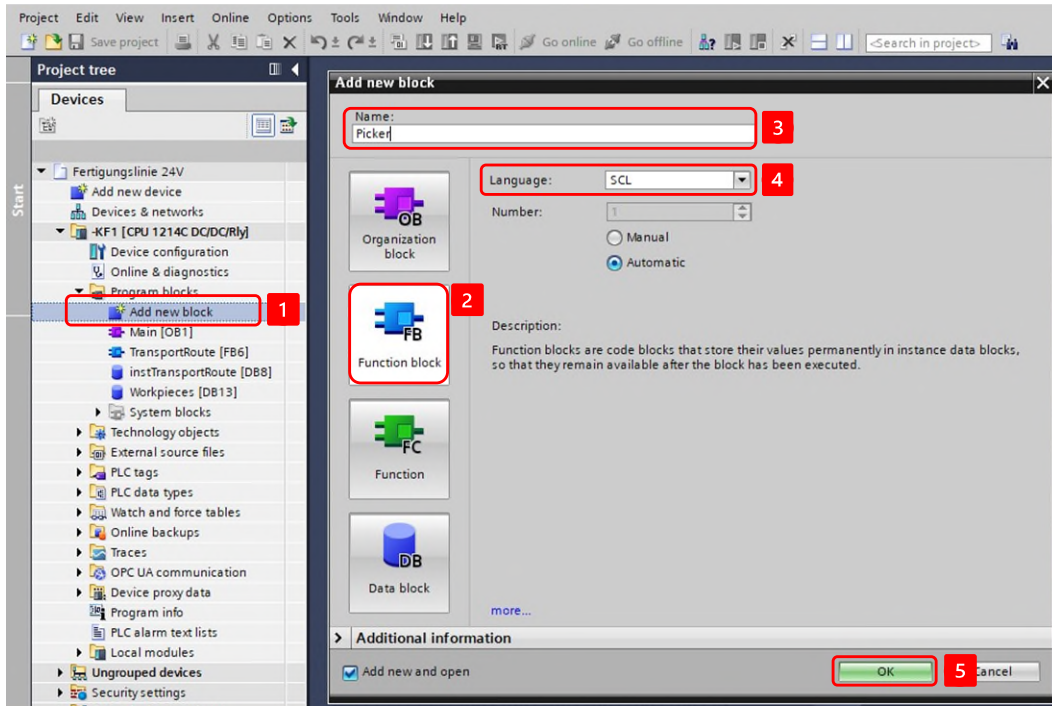 Project Edit View Insert Online Options Tools Window Help
Save project Go online Go offline <Search in project>
Start
Project tree
Devices
Fertigungslinie 24V
Add new device
Devices & networks
-KF1 [CPU 1214C DC/DC/Rly]
Device configuration
Online & diagnostics
Program blocks
Add new block
1
Main [OB1]
TransportRoute [FB6]
instTransportRoute [DB8]
Workpieces [DB13]
System blocks
Technology objects
External source files
PLC tags
PLC data types
Watch and force tables
Online backups
Traces
OPC UA communication
Device proxy data
Program info
PLC alarm text lists
Local modules
Ungrouped devices
Security settings
Add new block
Name:
Picker
3
OB
Organization
block
2
FB
Function block
FC
Function
DB
Data block
Language: SCL
4
Number: 1
Manual
Automatic
Description:
Function blocks are code blocks that store their values permanently in instance data blocks,
so that they remain available after the block has been executed.
more...
Additional information
Add new and open
OK
5
ancel